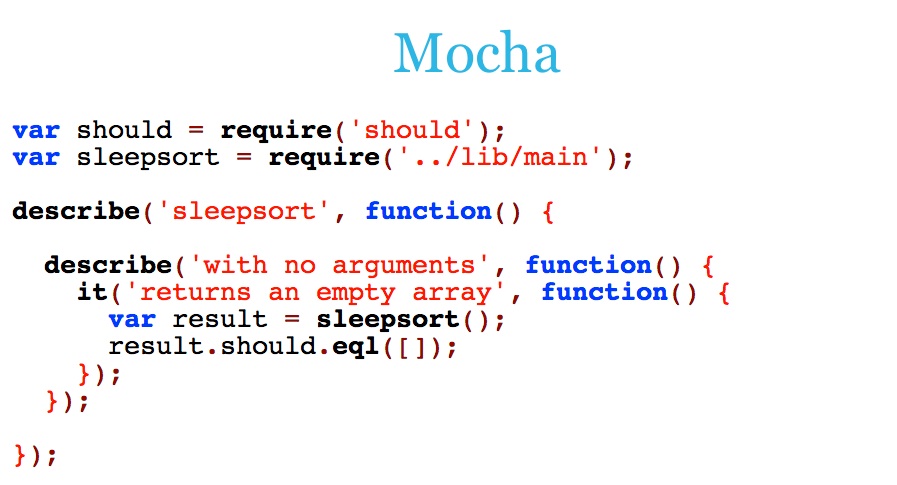 Mocha
var should = require('should');
var sleepsort = require('../lib/main');
describe('sleepsort', function() {
describe('with no arguments', function() {
it('returns an empty array', function() {
var result = sleepsort();
result.should.eql([]);
});
});
});